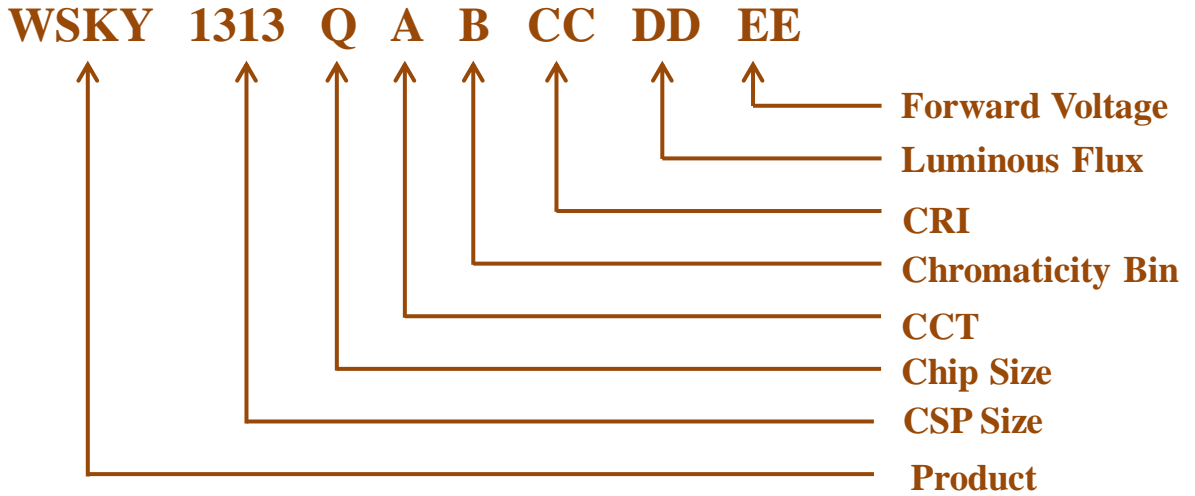 WSKY 1313 Q A B CC DD EE
Forward Voltage
Luminous Flux
CRI
Chromaticity Bin
CCT
Chip Size
CSP Size
Product